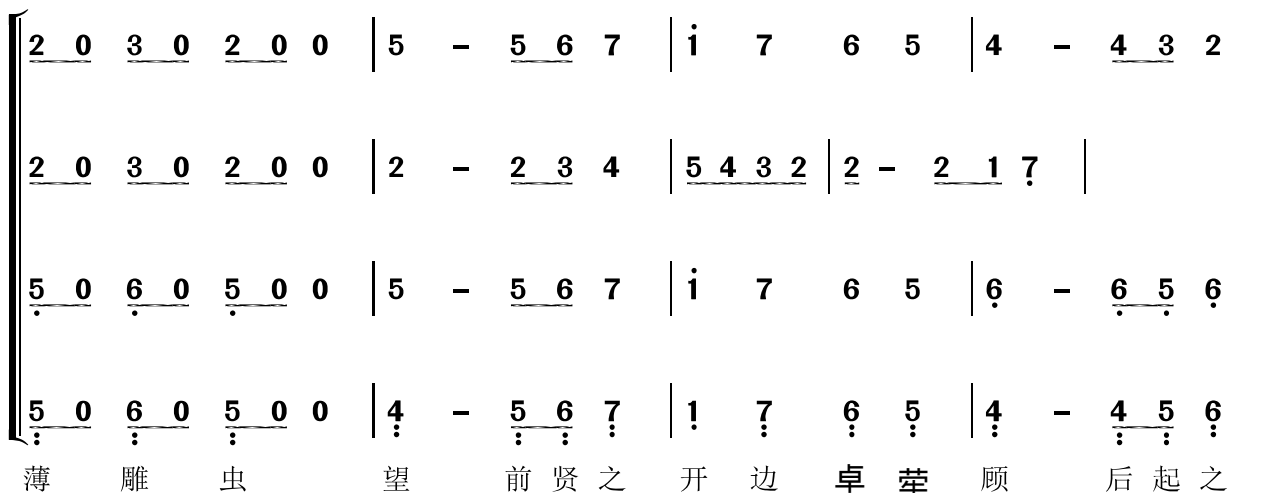 2 0 3 0 2 0 0 | 5 – 5 6 7 | 1 7 6 5 | 4 – 4 3 2
2 0 3 0 2 0 0 | 2 – 2 3 4 | 5 4 3 2 | 2 – 2 1 7 |
5 0 6 0 5 0 0 | 5 – 5 6 7 | 1 7 6 5 | 6 – 6 5 6
5 0 6 0 5 0 0 | 4 – 5 6 7 | 1 7 6 5 | 4 – 4 5 6
薄 雕 虫 望 前 贤 之 开 边 卓 荦 顾 后 起 之